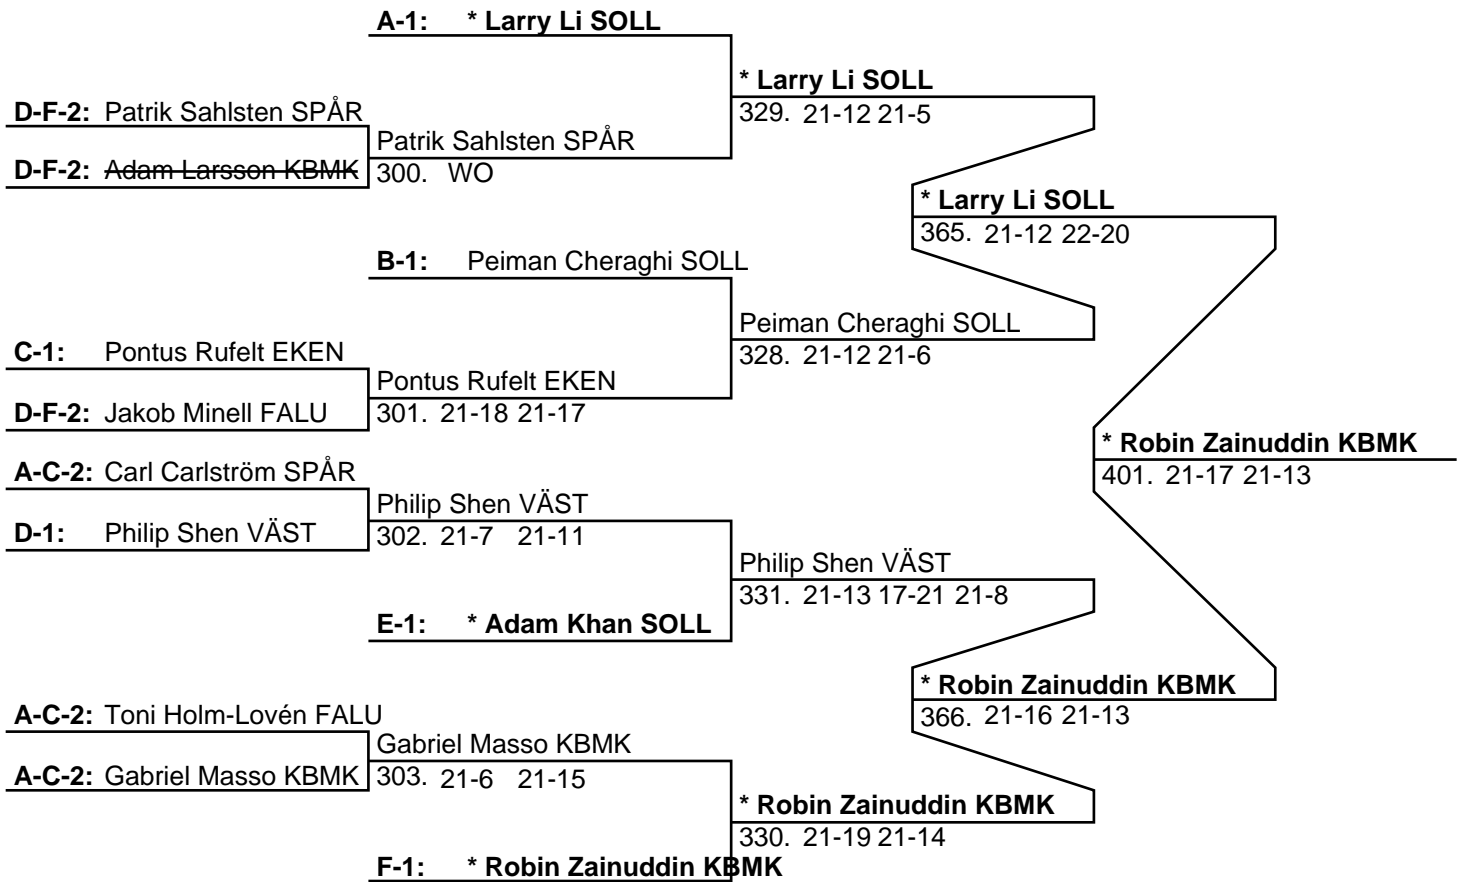 A-1: * Larry Li SOLL
* Larry Li SOLL
D-F-2: Patrik Sahlsten SPÅR
329. 21-12 21-5
Patrik Sahlsten SPÅR
D-F-2: Adam Larsson KBMK
300. WO
* Larry Li SOLL
365. 21-12 22-20
B-1: Peiman Cheraghi SOLL
Peiman Cheraghi SOLL
C-1: Pontus Rufelt EKEN
328. 21-12 21-6
Pontus Rufelt EKEN
D-F-2: Jakob Minell FALU
301. 21-18 21-17
* Robin Zainuddin KBMK
A-C-2: Carl Carlström SPÅR
401. 21-17 21-13
Philip Shen VÄST
D-1: Philip Shen VÄST
302. 21-7 21-11
Philip Shen VÄST
331. 21-13 17-21 21-8
E-1: * Adam Khan SOLL
* Robin Zainuddin KBMK
A-C-2: Toni Holm-Lovén FALU
366. 21-16 21-13
Gabriel Masso KBMK
A-C-2: Gabriel Masso KBMK
303. 21-6 21-15
* Robin Zainuddin KBMK
330. 21-19 21-14
F-1: * Robin Zainuddin KBMK